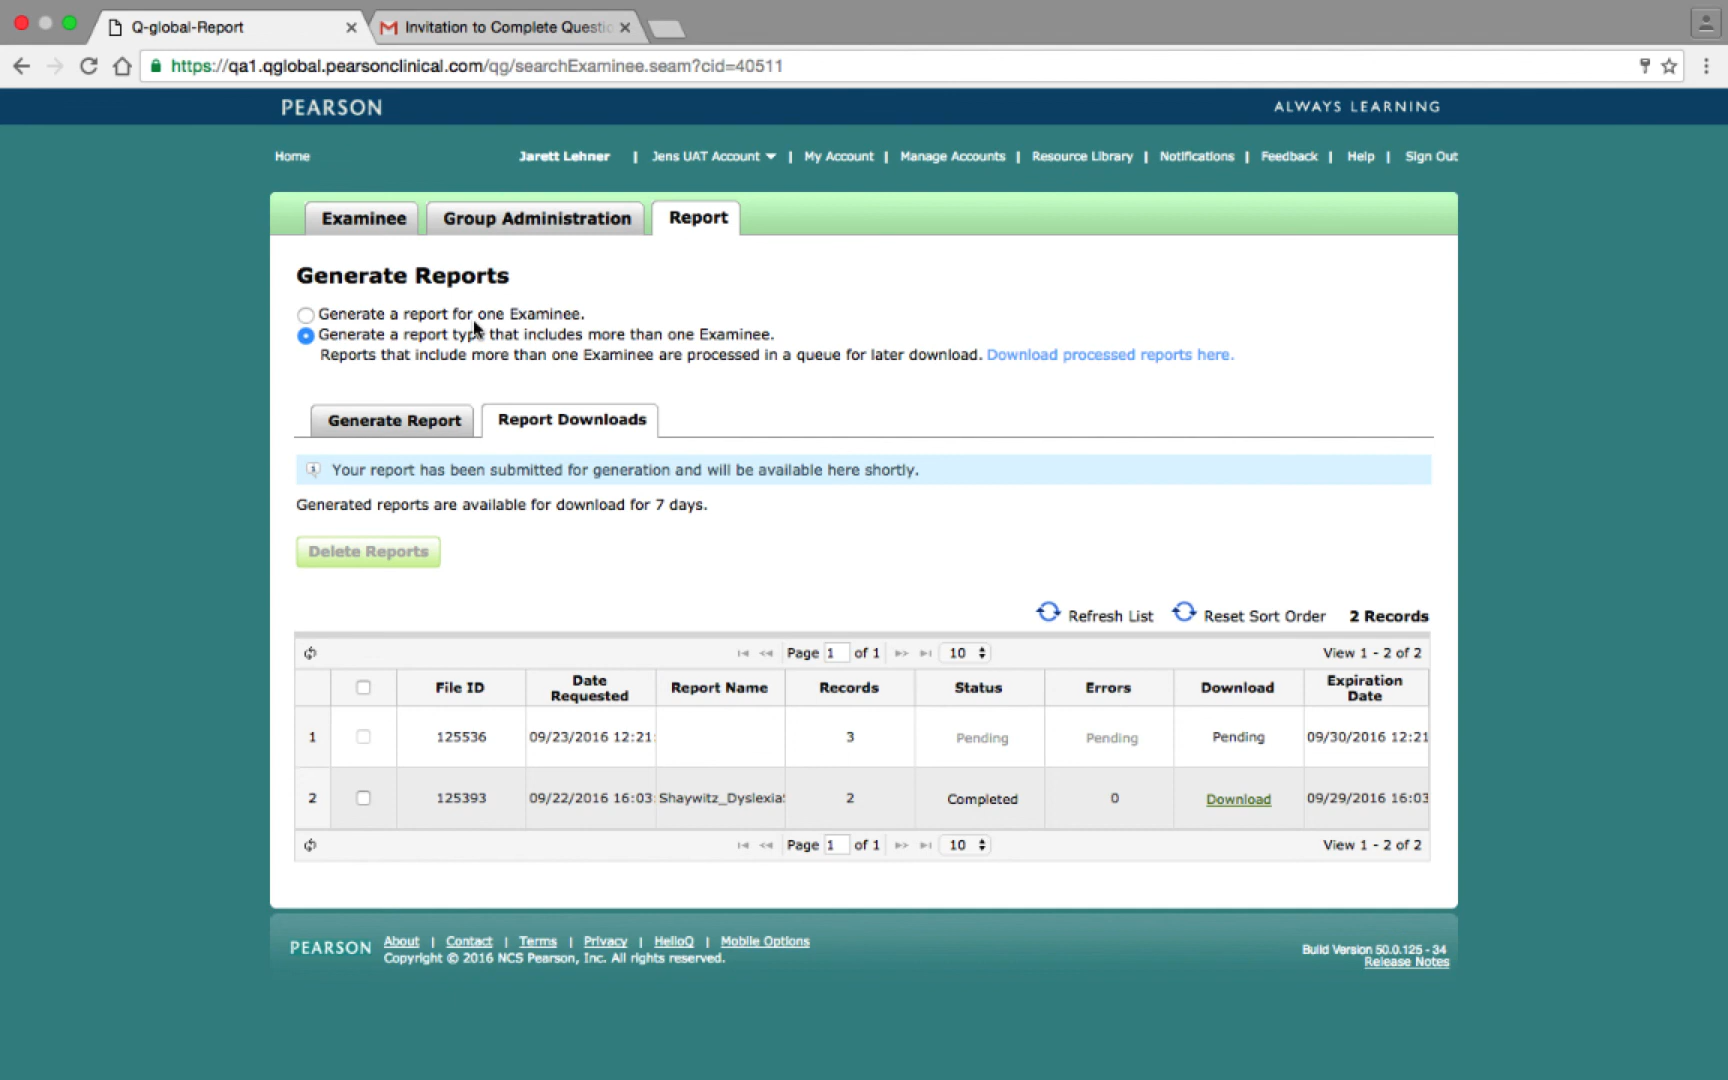 Q-global-Report
Invitation to Complete Questi
https://qa1.qglobal.pearsonclinical.com/qg/searchExaminee.seam?cid=40511
PEARSON
ALWAYS LEARNING
Home
Jarett Lehner | Jens UAT Account | My Account | Manage Accounts | Resource Library | Notifications | Feedback | Help | Sign Out
Examinee Group Administration Report
Generate Reports
Generate a report for one Examinee.
Generate a report type that includes more than one Examinee.
Reports that include more than one Examinee are processed in a queue for later download. Download processed reports here.
Generate Report Report Downloads
Your report has been submitted for generation and will be available here shortly.
Generated reports are available for download for 7 days.
Delete Reports
Refresh List Reset Sort Order 2 Records
Page 1 of 1 10 View 1 - 2 of 2
File ID Date Requested Report Name Records Status Errors Download Expiration Date
1 125536 09/23/2016 12:21: 3 Pending Pending Pending 09/30/2016 12:21
2 125393 09/22/2016 16:03: Shaywitz_Dyslexia 2 Completed 0 Download 09/29/2016 16:03
Page 1 of 1 10 View 1 - 2 of 2
PEARSON
About | Contact | Terms | Privacy | HelloQ | Mobile Options
Copyright © 2016 NCS Pearson, Inc. All rights reserved.
Build Version 50.0.125 - 34
Release Notes